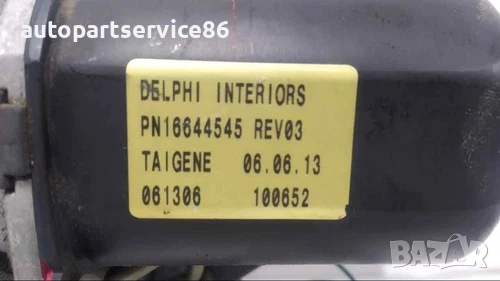 autopartservice86
DELPHI INTERIORS
PN16644545 REV03
TAIGENE 06.06.13
061306 100652
BAZAR